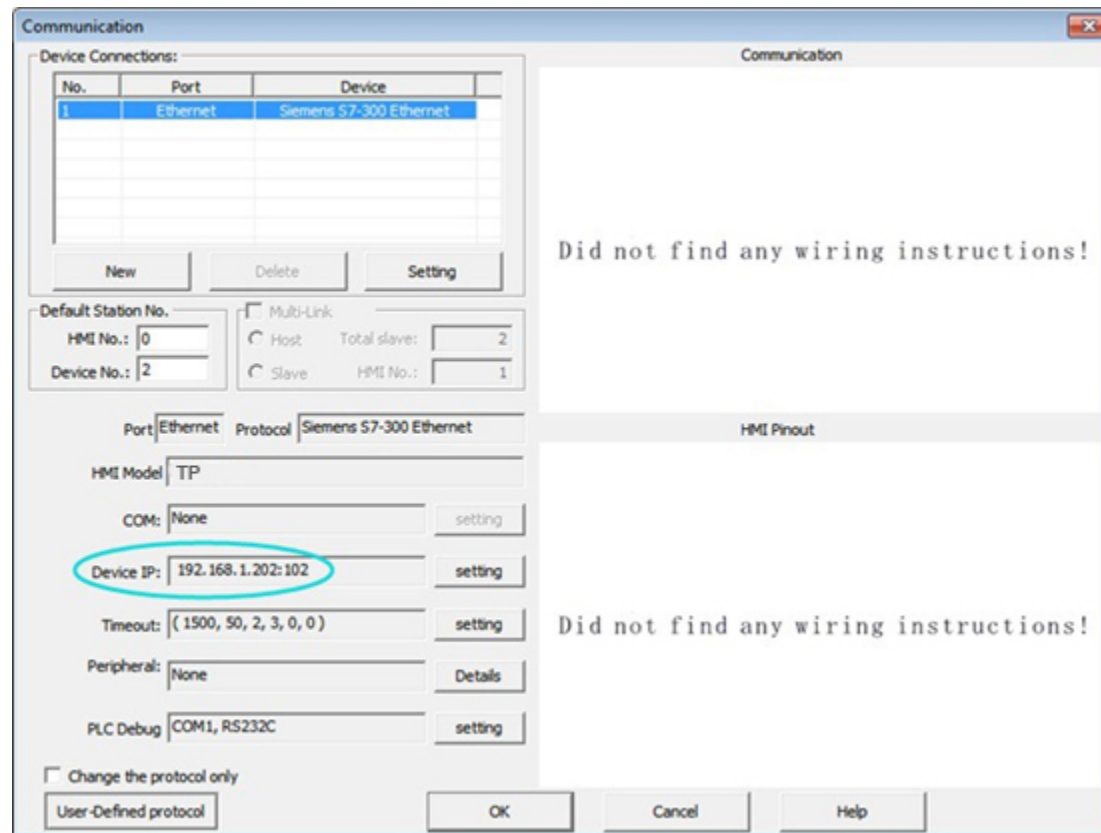 Communication
Device Connections:
No. Port Device
1 Ethernet Siemens S7-300 Ethernet
New Delete Setting
Default Station No.
HMI No.: 0
Device No.: 2
Multi-Link
Host Total slave: 2
Slave HMI No.: 1
Port Ethernet Protocol Siemens S7-300 Ethernet
HMI Model TP
COM: None setting
Device IP: 192.168.1.202:102 setting
Timeout: ( 1500, 50, 2, 3, 0, 0 ) setting
Peripheral: None Details
PLC Debug COM1, RS232C setting
Change the protocol only
User-Defined protocol OK Cancel Help
Communication
Did not find any wiring instructions!
HMI Pinout
Did not find any wiring instructions!